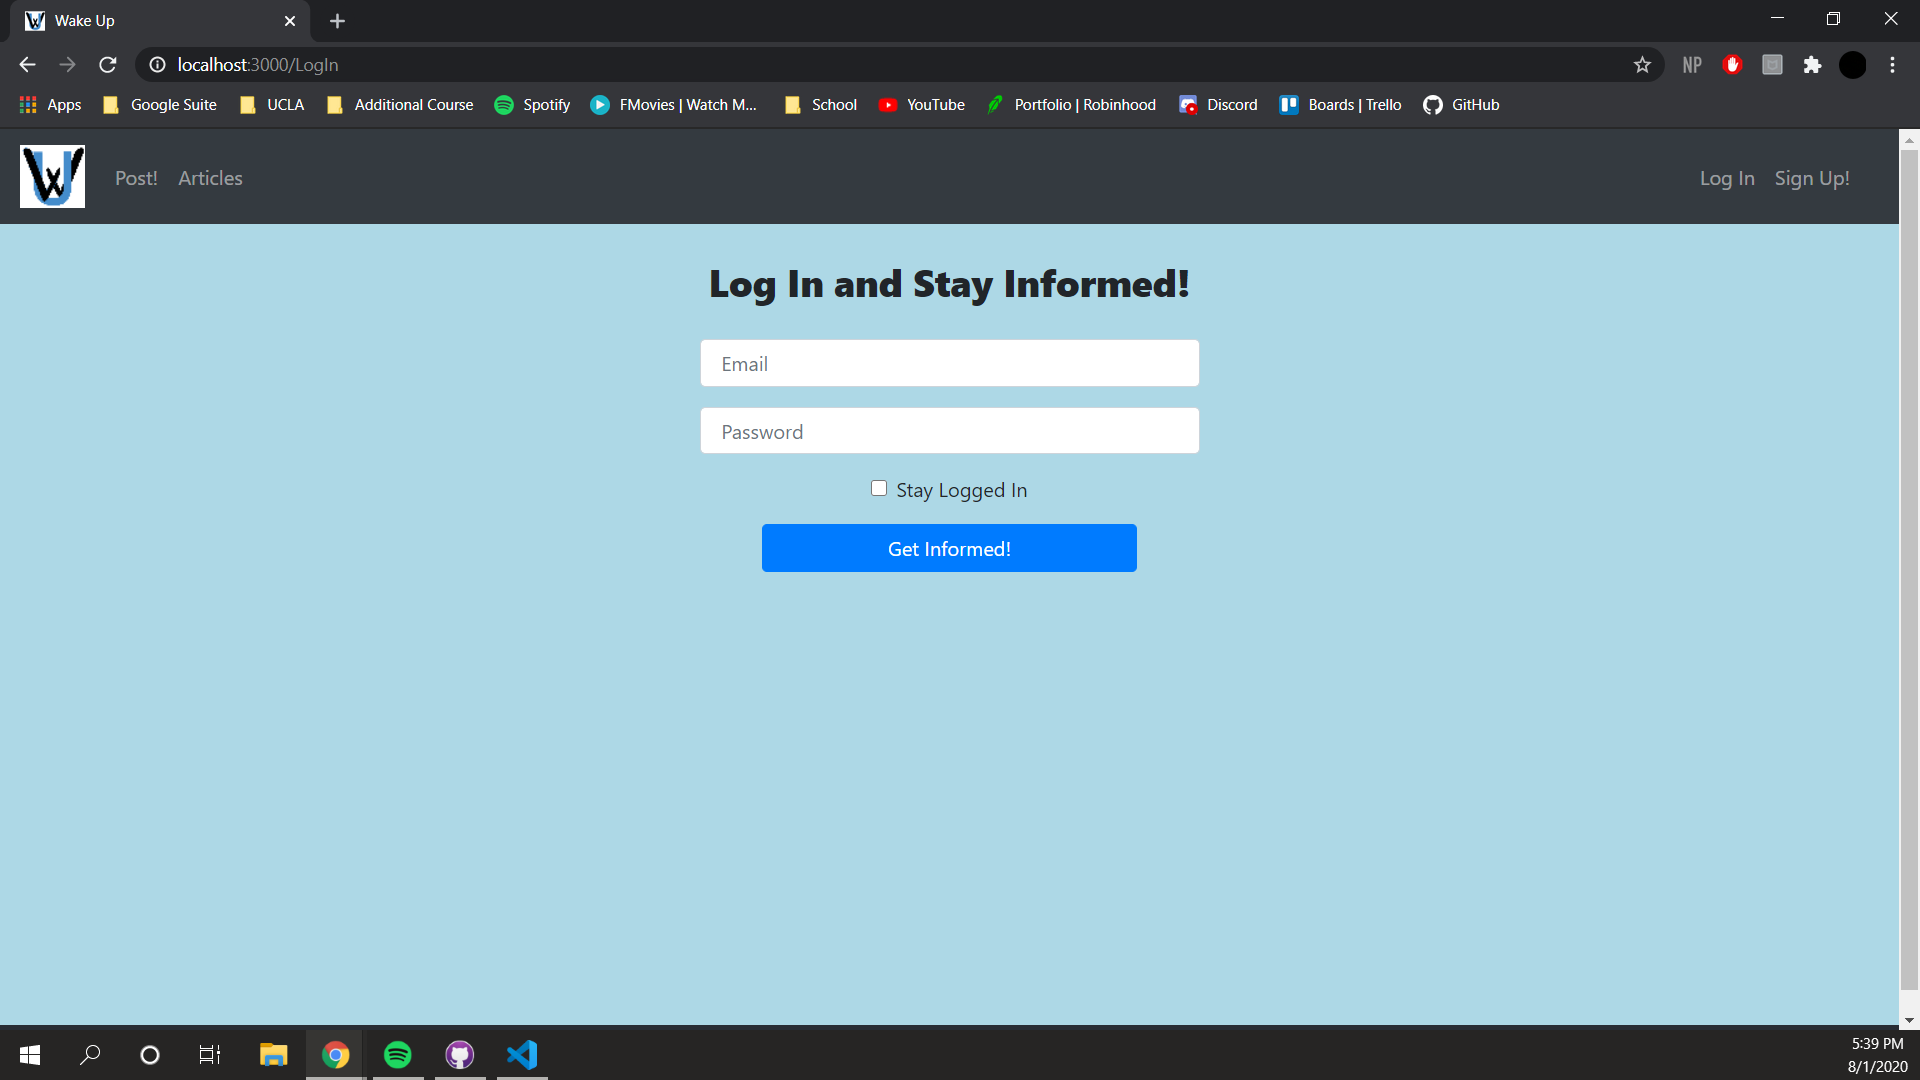 Wake Up
localhost:3000/LogIn
NP
Apps Google Suite UCLA Additional Course Spotify FMovies | Watch M... School YouTube Portfolio | Robinhood Discord Boards | Trello GitHub
W Post! Articles Log In Sign Up!
Log In and Stay Informed!
Email
Password
Stay Logged In
Get Informed!
5:39 PM
8/1/2020